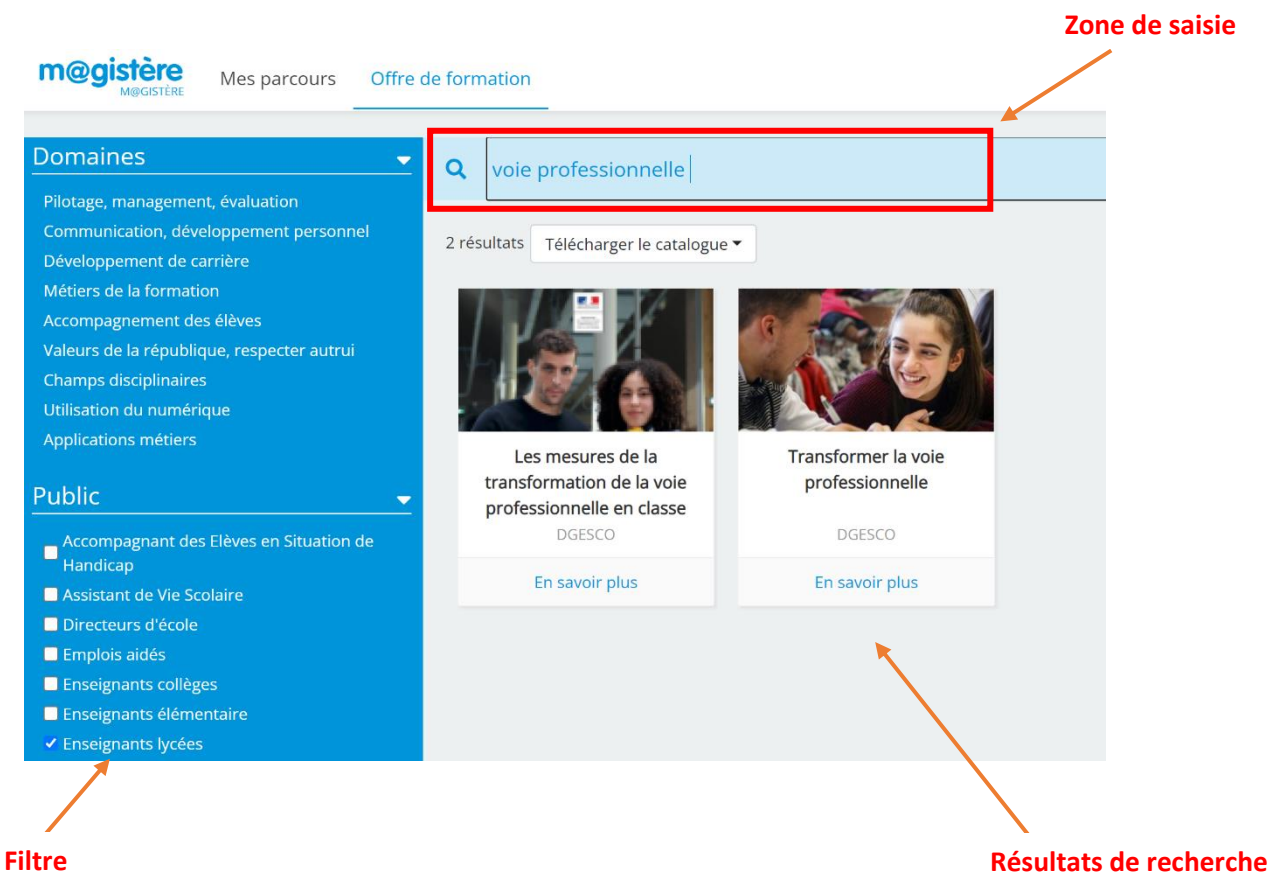 Zone de saisie
m@gistère
M@GISTÈRE
Mes parcours
Offre de formation
Domaines
Pilotage, management, évaluation
Communication, développement personnel
Développement de carrière
Métiers de la formation
Accompagnement des élèves
Valeurs de la république, respecter autrui
Champs disciplinaires
Utilisation du numérique
Applications métiers
Public
Accompagnant des Elèves en Situation de
Handicap
Assistant de Vie Scolaire
Directeurs d'école
Emplois aidés
Enseignants collèges
Enseignants élémentaire
Enseignants lycées
voie professionnelle
2 résultats
Télécharger le catalogue
Les mesures de la
transformation de la voie
professionnelle en classe
DGESCO
En savoir plus
Transformer la voie
professionnelle
DGESCO
En savoir plus
Filtre
Résultats de recherche